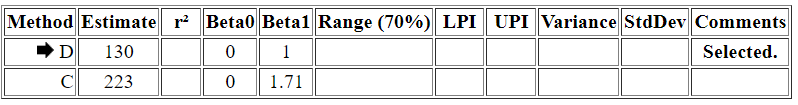 Method Estimate r² Beta0 Beta1 Range (70%) LPI UPI Variance StdDev Comments
🡆 D 130 0 1 Selected.
C 223 0 1.71